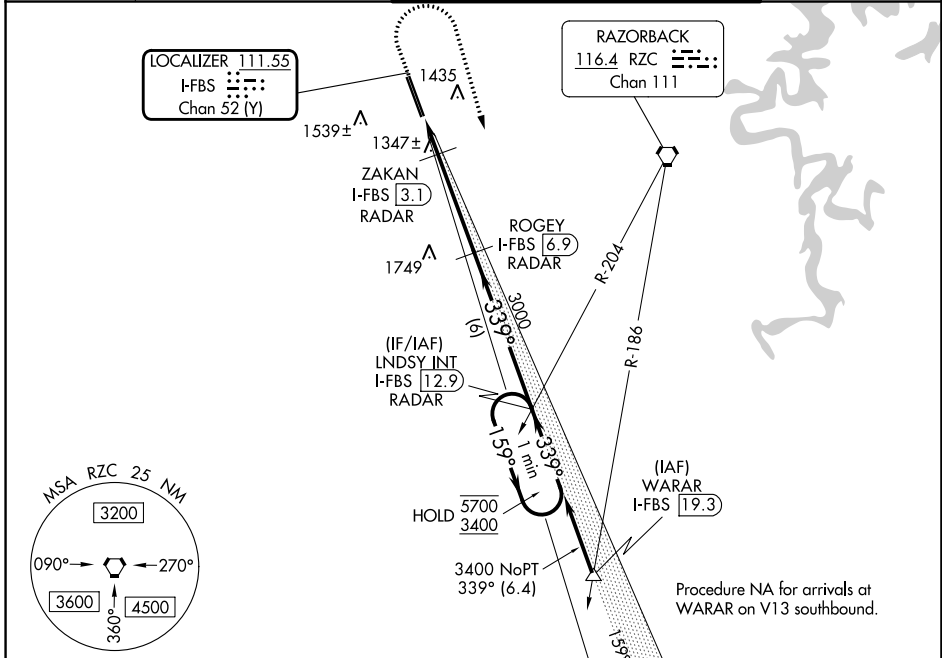 LOCALIZER 111.55
I-FBS
Chan 52 (Y)
RAZORBACK
116.4 RZC
Chan 111
1435
1539±
1347±
ZAKAN
I-FBS 3.1
RADAR
ROGEY
I-FBS 6.9
RADAR
1749
R-204
R-186
3000
339°
(6)
(IF/IAF)
LNDSY INT
I-FBS 12.9
RADAR
159°
1 min
339°
HOLD 5700
3400
(IAF)
WARAR
I-FBS 19.3
3400 NoPT
339° (6.4)
Procedure NA for arrivals at
WARAR on V13 southbound.
MSA RZC 25 NM
3200
090°
270°
3600
4500
360°
159°